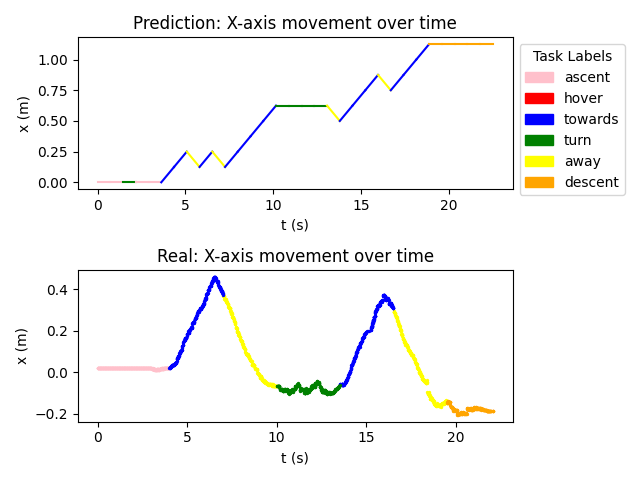 Prediction: X-axis movement over time
x (m)
1.00
0.75
0.50
0.25
0.00
0
5
10
15
20
t (s)
Task Labels
ascent
hover
towards
turn
away
descent
Real: X-axis movement over time
x (m)
0.4
0.2
0.0
−0.2
0
5
10
15
20
t (s)